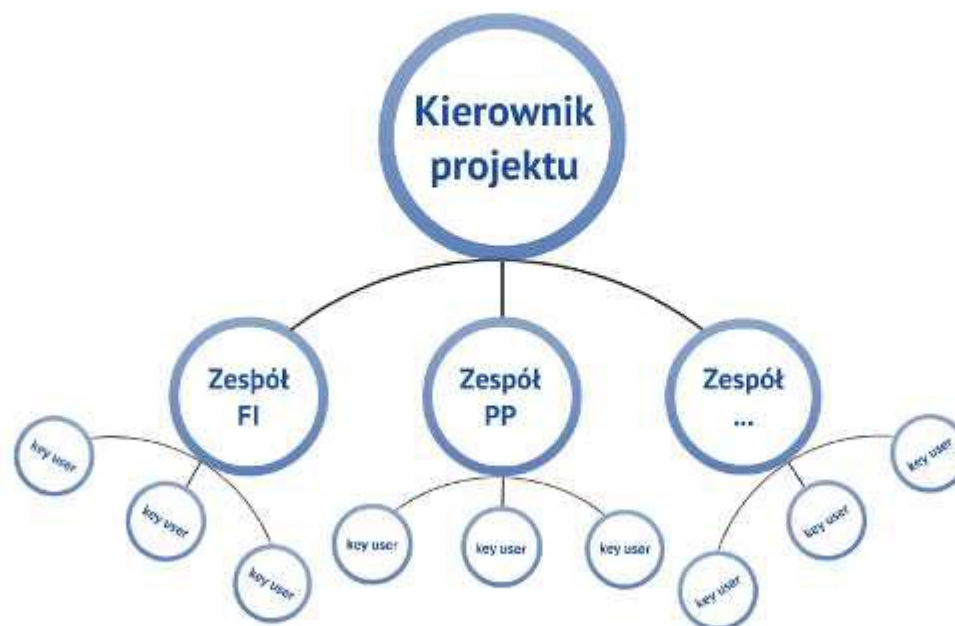 Kierownik
projektu
Zespół
FI
Zespół
PP
Zespół
...
key user
key user
key user
key user
key user
key user
key user
key user
key user